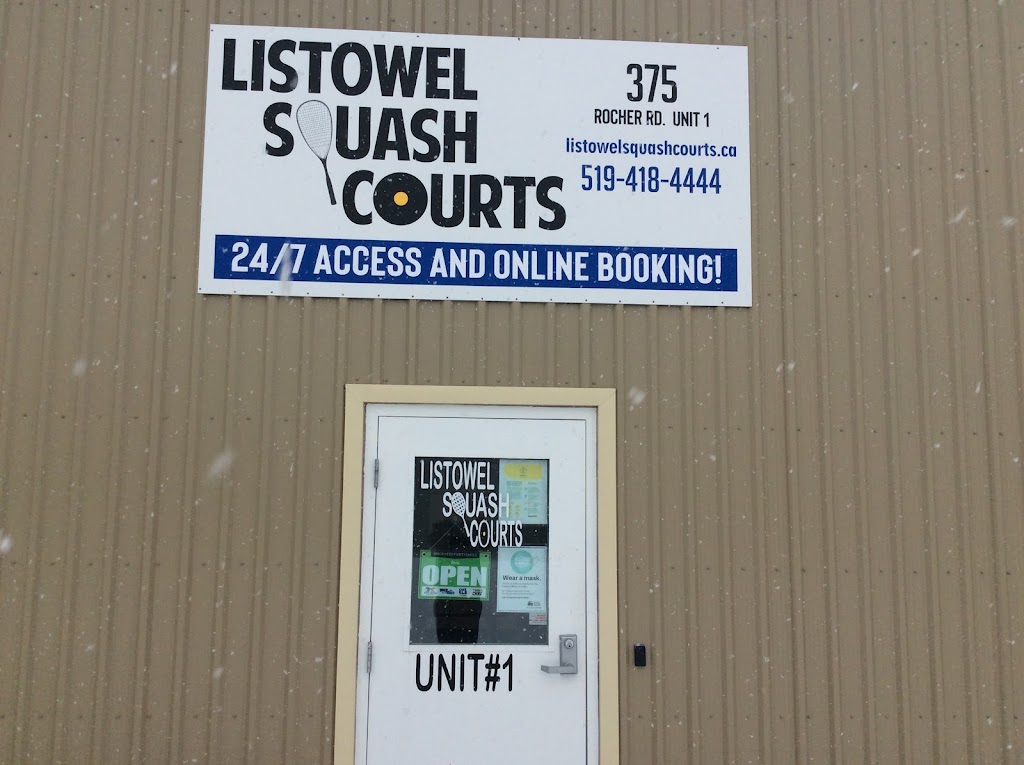 LISTOWEL
SQUASH
COURTS
375
ROCHER RD. UNIT 1
listowelsquashcourts.ca
519-418-4444
24/7 ACCESS AND ONLINE BOOKING!
LISTOWEL
SQUASH
COURTS
OPEN
Wear a mask.
UNIT#1